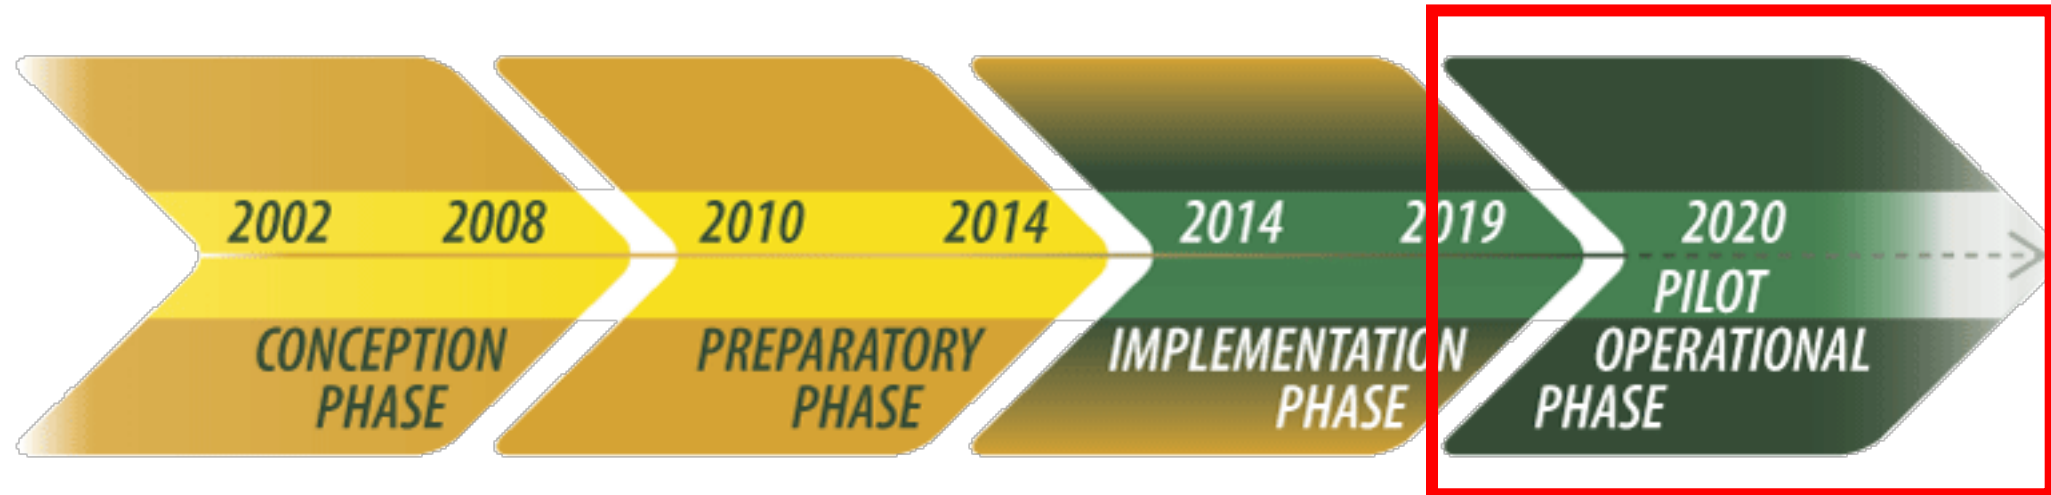 2002 2008 2010 2014 2014 2019 2020
CONCEPTION
PHASE
PREPARATORY
PHASE
IMPLEMENTATION
PHASE
PILOT
OPERATIONAL
PHASE